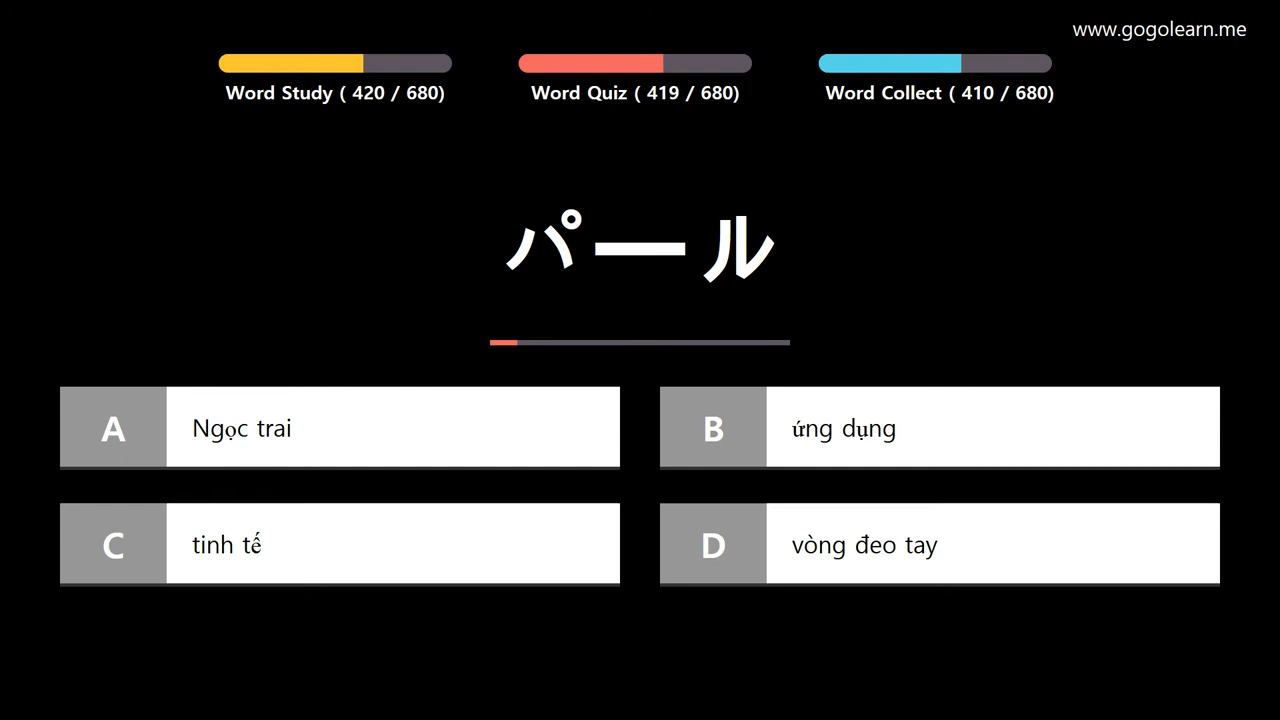 www.gogolearn.me
Word Study ( 420 / 680)
Word Quiz ( 419 / 680)
Word Collect ( 410 / 680)
パール
A
Ngọc trai
B
ứng dụng
C
tinh tế
D
vòng đeo tay